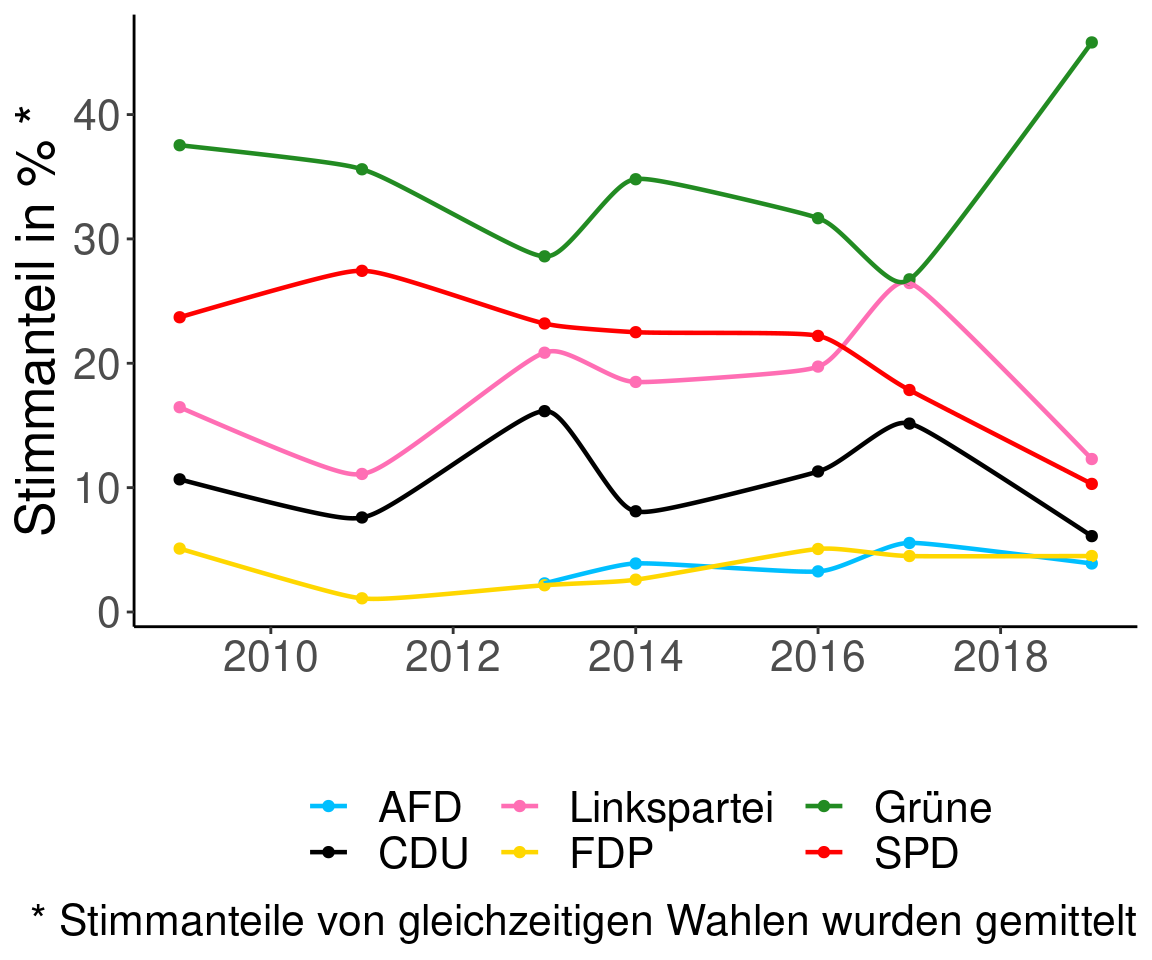 Stimmanteil in % *
40
30
20
10
0
2010 2012 2014 2016 2018
AFD Linkspartei Grüne
CDU FDP SPD
* Stimmanteile von gleichzeitigen Wahlen wurden gemittelt